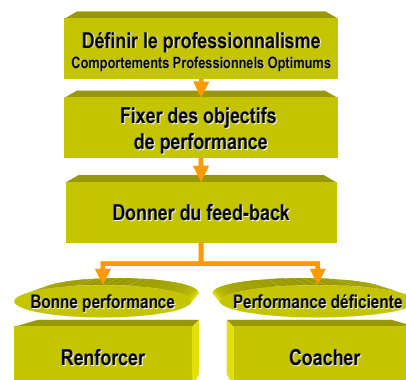 Définir le professionnalisme
Comportements Professionnels Optimums
Fixer des objectifs
de performance
Donner du feed-back
Bonne performance
Performance déficiente
Renforcer
Coacher